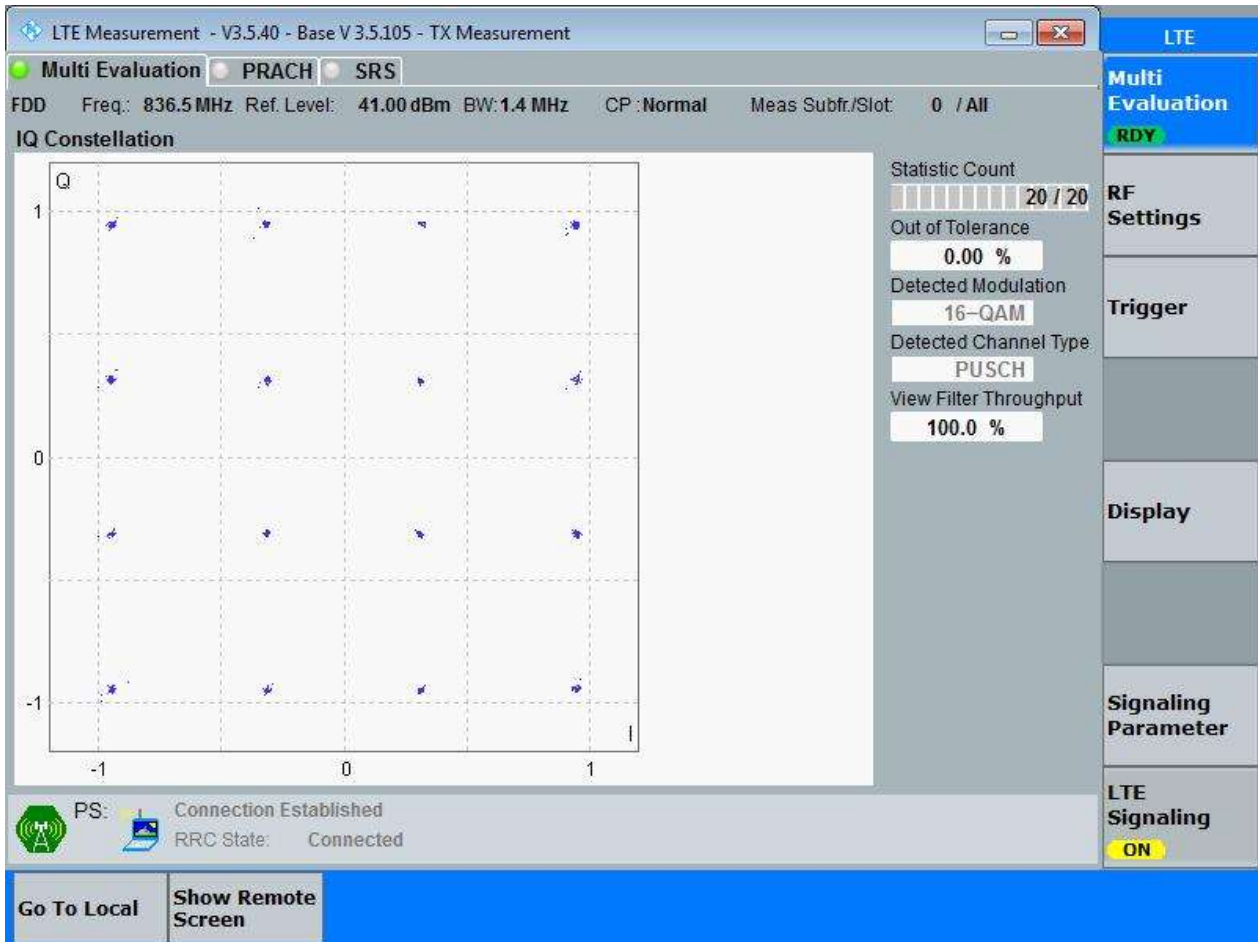 LTE Measurement - V3.5.40 - Base V 3.5.105 - TX Measurement
LTE
Multi Evaluation PRACH SRS
Multi
Evaluation
RDY
FDD Freq.: 836.5 MHz Ref. Level: 41.00 dBm BW: 1.4 MHz CP : Normal Meas Subfr./Slot: 0 / All
IQ Constellation
Q
1
0
-1
I
-1 0 1
Statistic Count
20 / 20
Out of Tolerance
0.00 %
Detected Modulation
16-QAM
Detected Channel Type
PUSCH
View Filter Throughput
100.0 %
RF
Settings
Trigger
Display
Signaling
Parameter
LTE
Signaling
ON
PS: Connection Established
RRC State: Connected
Go To Local
Show Remote
Screen